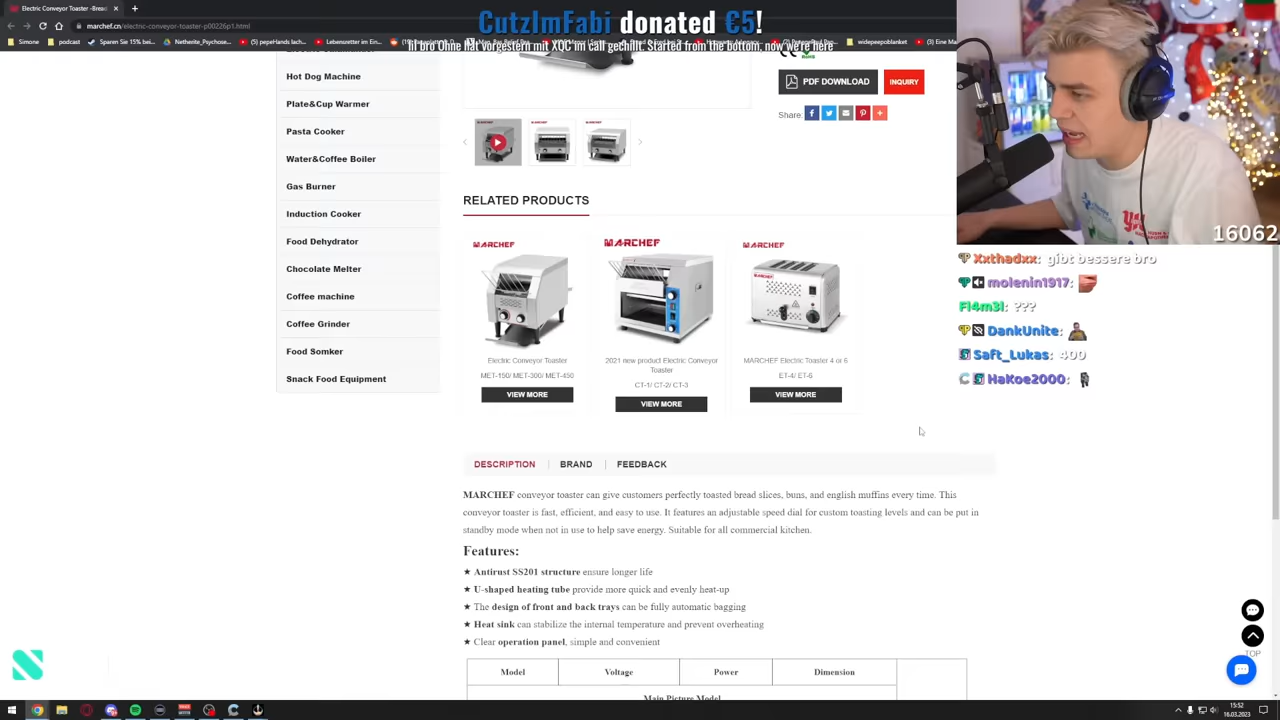 Electric Conveyor Toaster -Bread
marchef.cn/electric-conveyor-toaster-p00226p1.html
CutzImFabi donated €5!
hi bro Ohne flat vorgestern mit XQC im call gechillt. Started from the bottom, now we're here
Simone
podcast
Sparen Sie 15% bei
Netherite_Psychose
(5) pepeHands lach
Lebensretter im Ein
widepeepoblanket
(3) Eine Ma
Hot Dog Machine
Plate&Cup Warmer
Pasta Cooker
Water&Coffee Boiler
Gas Burner
Induction Cooker
Food Dehydrator
Chocolate Melter
Coffee machine
Coffee Grinder
Food Somker
Snack Food Equipment
RoHS
PDF DOWNLOAD
INQUIRY
Share:
RELATED PRODUCTS
MARCHEF
MARCHEF
MARCHEF
Electric Conveyor Toaster
MET-150/ MET-300/ MET-450
VIEW MORE
2021 new product Electric Conveyor
Toaster
CT-1/ CT-2/ CT-3
VIEW MORE
MARCHEF Electric Toaster 4 or 6
ET-4/ ET-6
VIEW MORE
DESCRIPTION | BRAND | FEEDBACK
MARCHEF conveyor toaster can give customers perfectly toasted bread slices, buns, and english muffins every time. This
conveyor toaster is fast, efficient, and easy to use. It features an adjustable speed dial for custom toasting levels and can be put in
standby mode when not in use to help save energy. Suitable for all commercial kitchen.
Features:
★ Antirust SS201 structure ensure longer life
★ U-shaped heating tube provide more quick and evenly heat-up
★ The design of front and back trays can be fully automatic bagging
★ Heat sink can stabilize the internal temperature and prevent overheating
★ Clear operation panel, simple and convenient
Model Voltage Power Dimension
Main Picture Model
16062
Xxthadxx: gibt bessere bro
molenin1917:
Fl4m3l: ???
DankUnite:
Saft_Lukas: 400
HaKoe2000:
TOP
15:52
16.03.2023